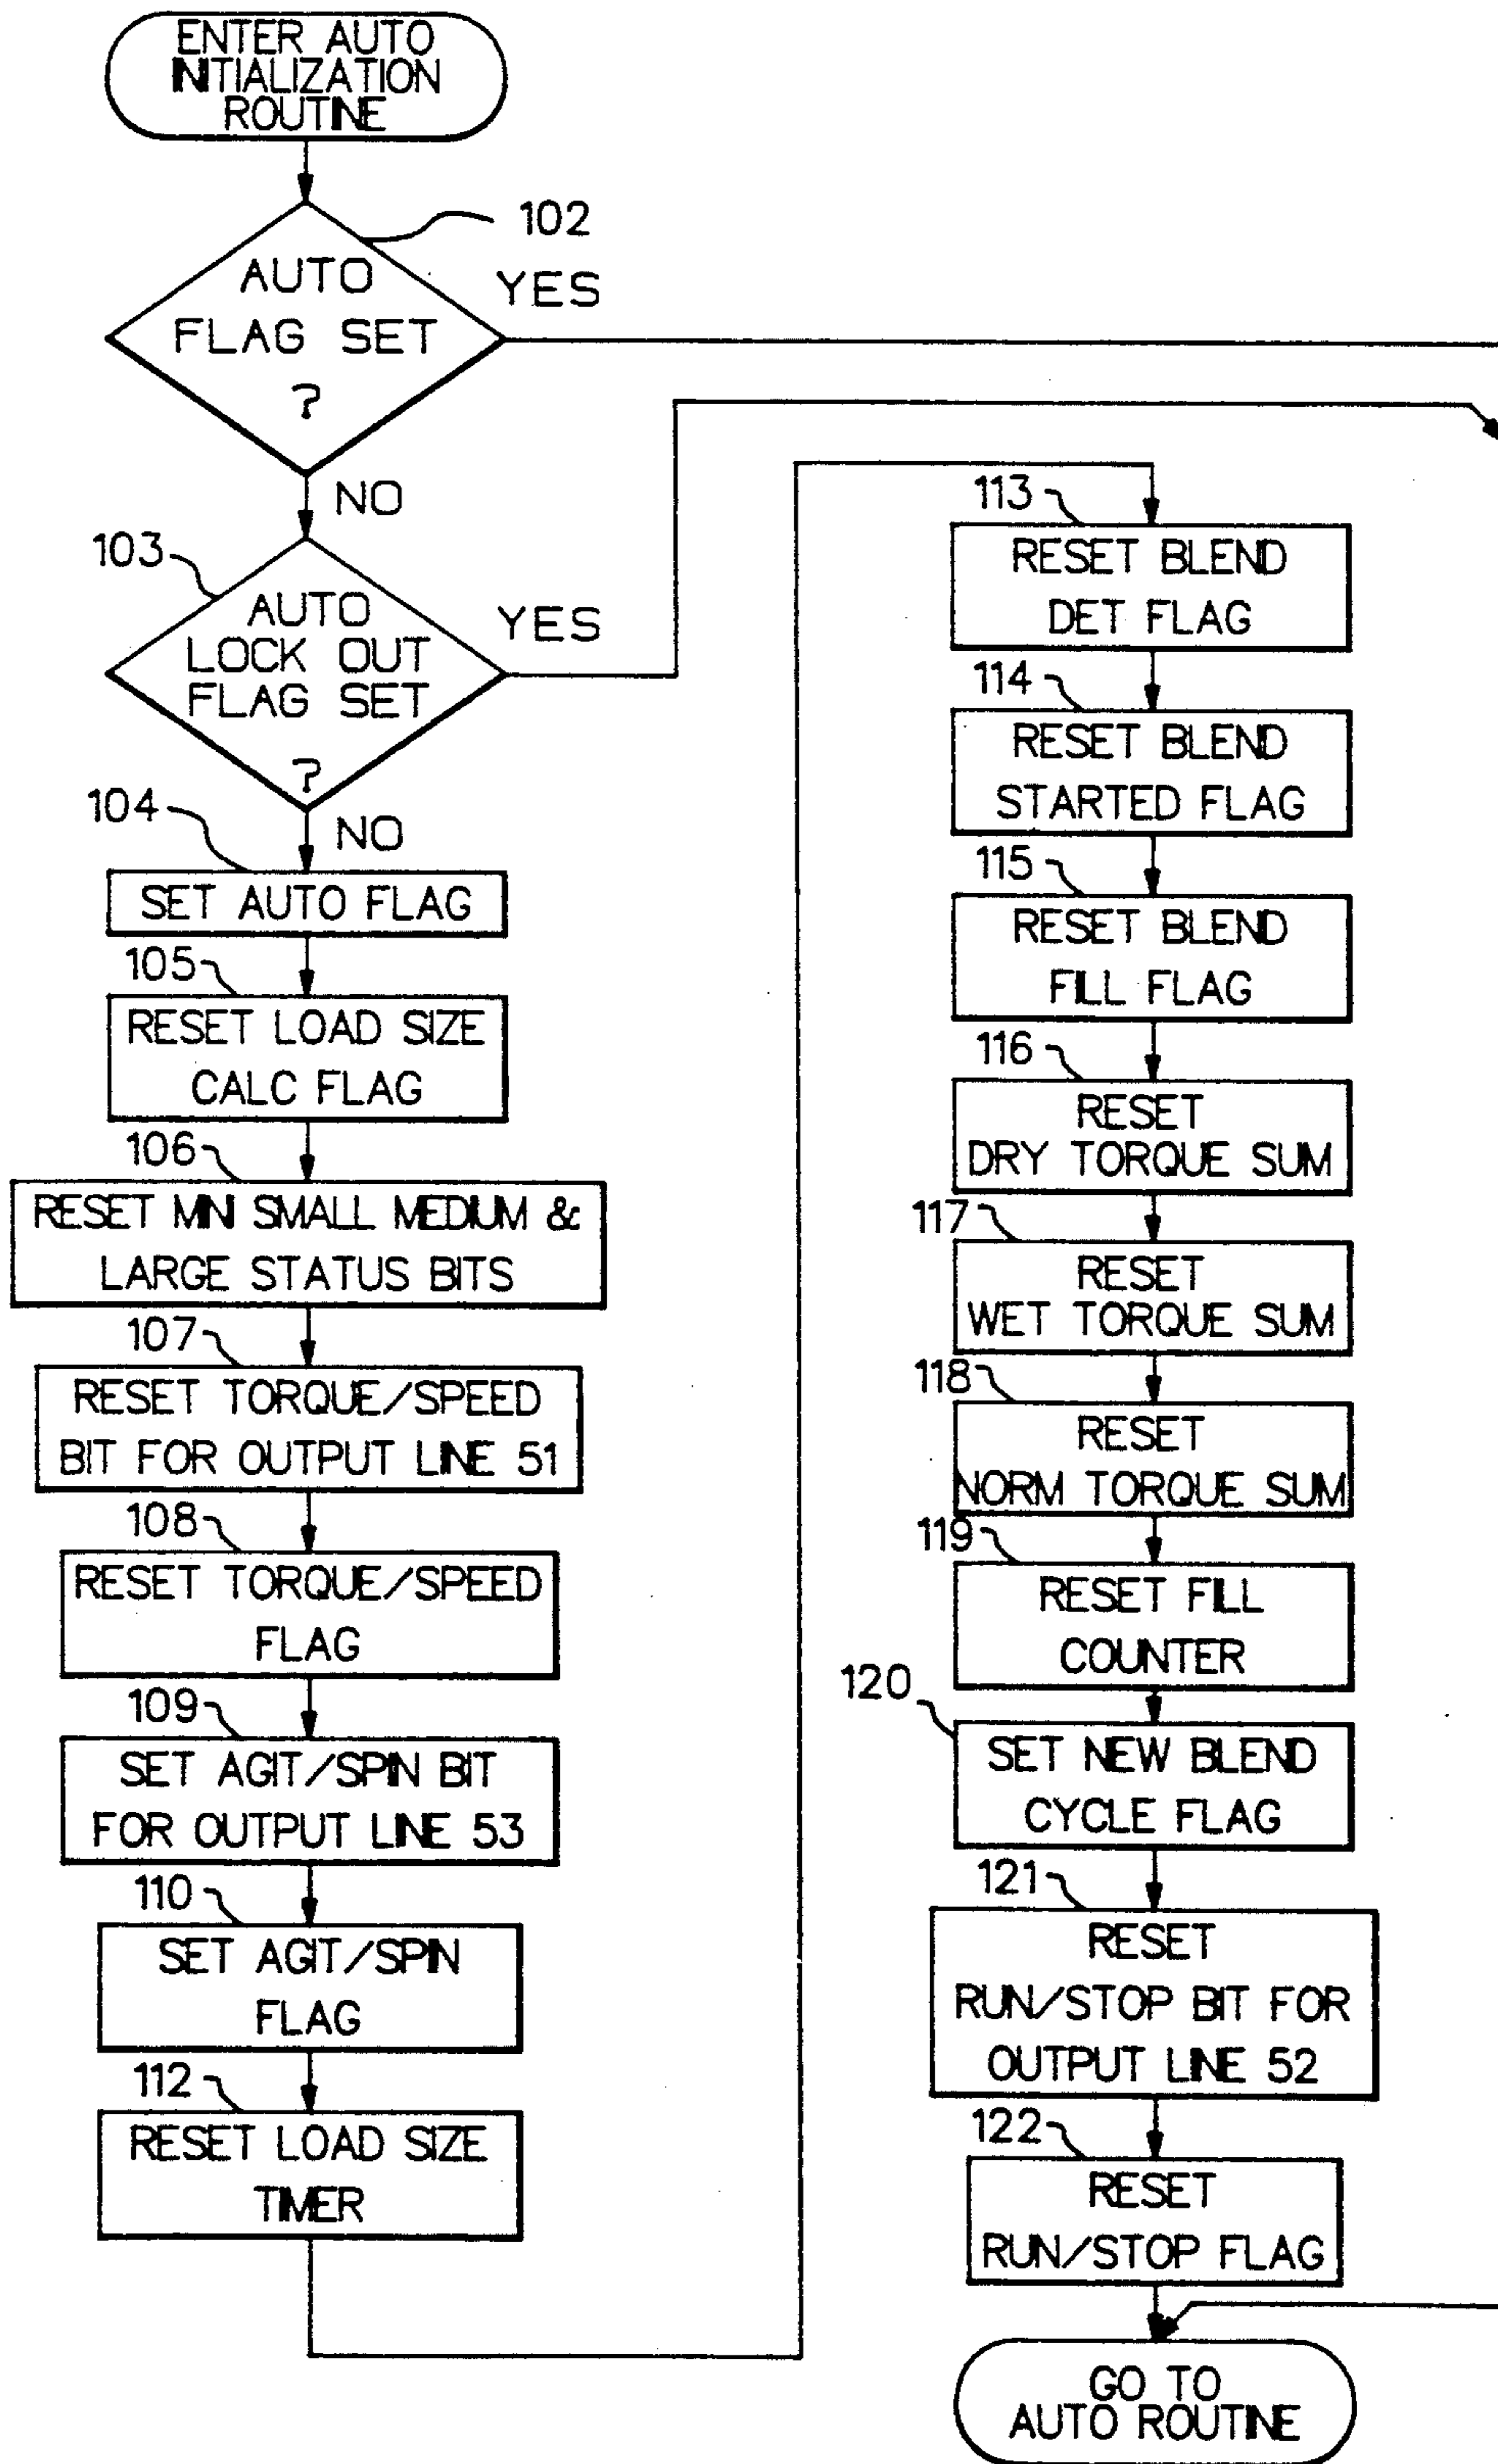 ENTER AUTO
INITIALIZATION
ROUTINE
102
AUTO
FLAG SET
?
YES
NO
103
AUTO
LOCK OUT
FLAG SET
?
YES
NO
104
SET AUTO FLAG
105
RESET LOAD SIZE
CALC FLAG
106
RESET MINI SMALL MEDIUM &
LARGE STATUS BITS
107
RESET TORQUE/SPEED
BIT FOR OUTPUT LINE 51
108
RESET TORQUE/SPEED
FLAG
109
SET AGIT/SPIN BIT
FOR OUTPUT LINE 53
110
SET AGIT/SPIN
FLAG
112
RESET LOAD SIZE
TIMER
113
RESET BLEND
DET FLAG
114
RESET BLEND
STARTED FLAG
115
RESET BLEND
FILL FLAG
116
RESET
DRY TORQUE SUM
117
RESET
WET TORQUE SUM
118
RESET
NORM TORQUE SUM
119
RESET FILL
COUNTER
120
SET NEW BLEND
CYCLE FLAG
121
RESET
RUN/STOP BIT FOR
OUTPUT LINE 52
122
RESET
RUN/STOP FLAG
GO TO
AUTO ROUTINE